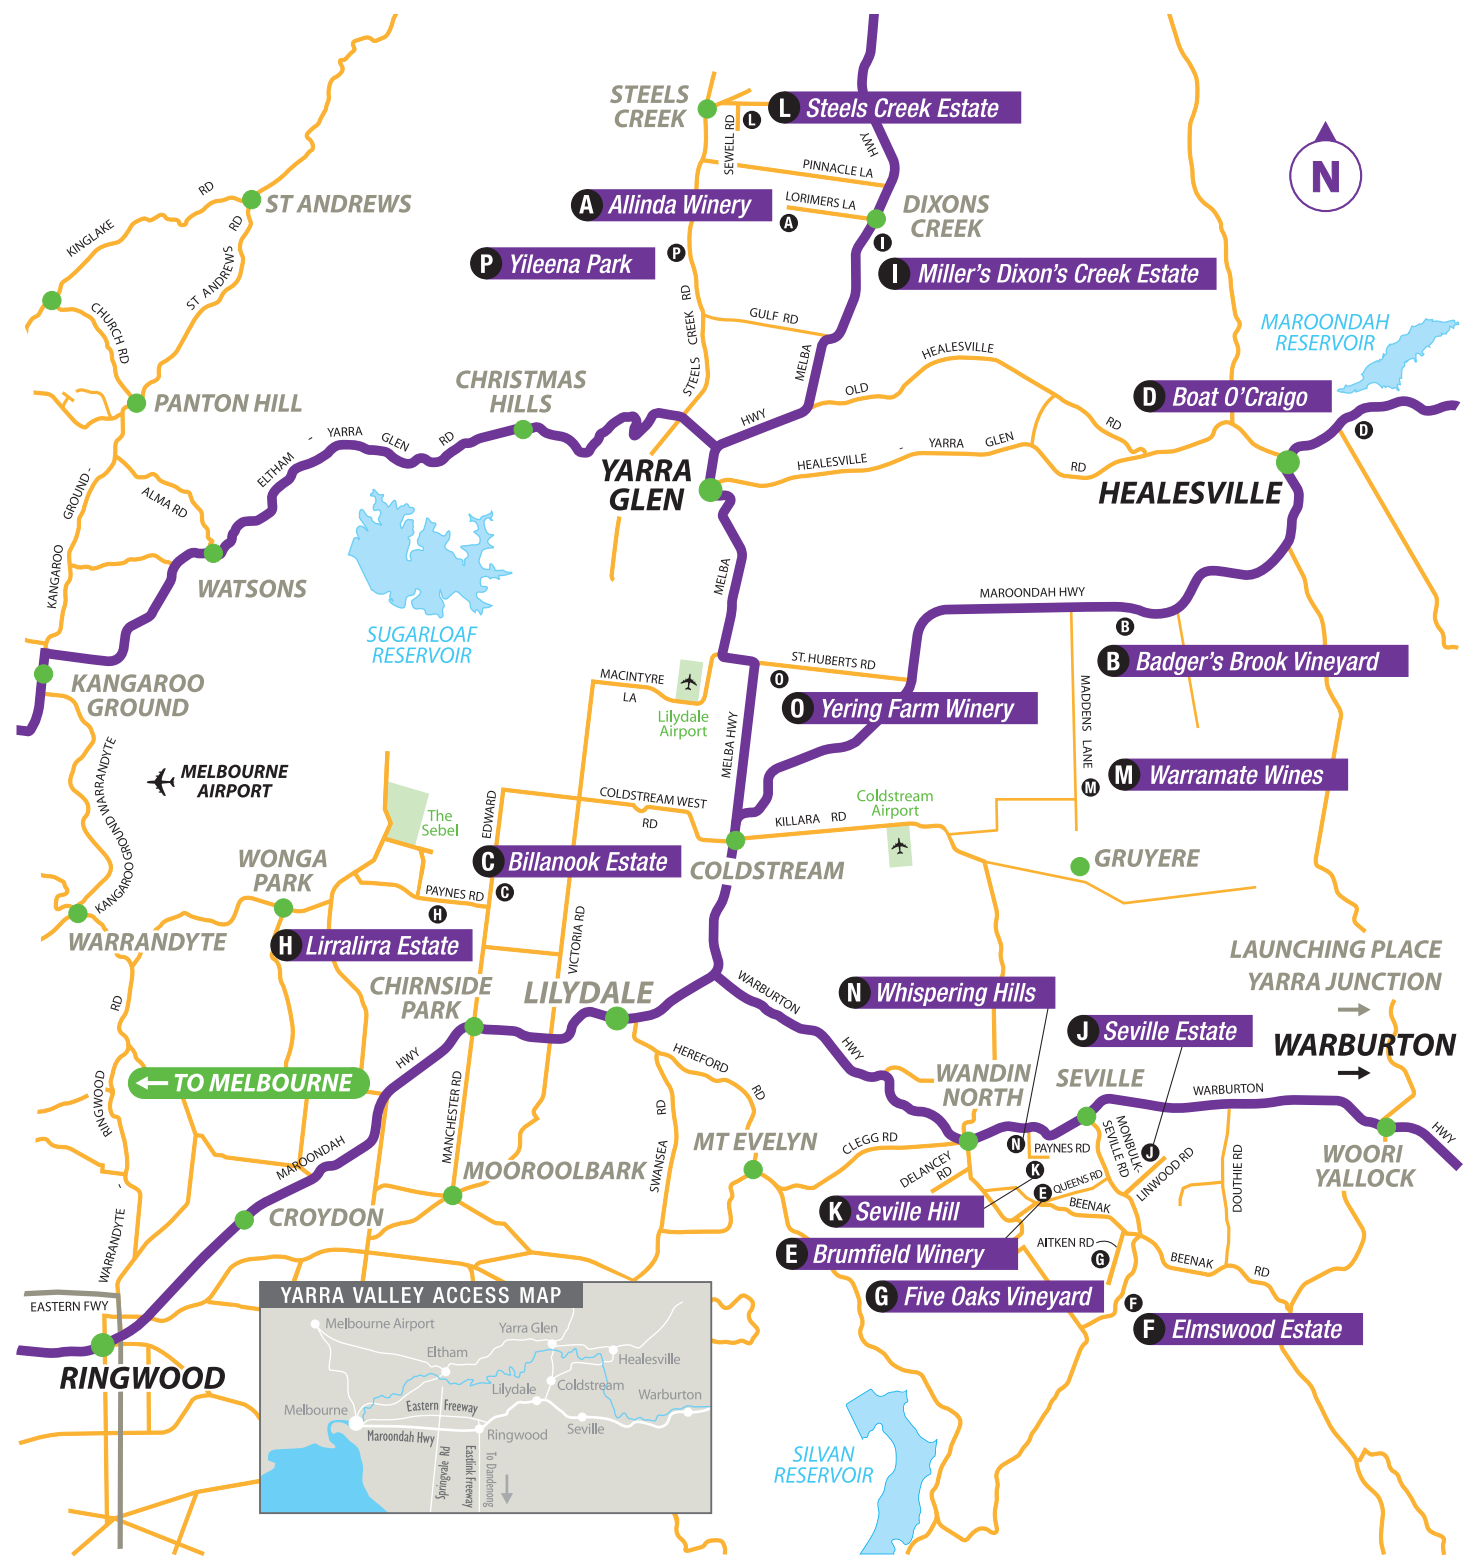 STEELS
CREEK
L Steels Creek Estate
L
SEWELL RD
HWY
PINNACLE LA
N
RD
ST ANDREWS
KINGLAKE
RD
A Allinda Winery
LORIMERS LA
A
DIXONS
CREEK
P Yileena Park
P
I
I Miller's Dixon's Creek Estate
ST ANDREWS
CHURCH RD
STEELS CREEK RD
GULF RD
MELBA
HEALESVILLE
MAROONDAH
RESERVOIR
CHRISTMAS
HILLS
PANTON HILL
OLD
HWY
D Boat O'Craigo
D
RD
ELTHAM - YARRA GLEN RD
YARRA
GLEN
HEALESVILLE - YARRA GLEN
RD
HEALESVILLE
ALMA RD
KANGAROO GROUND -
WATSONS
SUGARLOAF
RESERVOIR
MELBA
MAROONDAH HWY
B
B Badger's Brook Vineyard
KANGAROO
GROUND
MACINTYRE
LA
ST. HUBERTS RD
O
O Yering Farm Winery
Lilydale
Airport
MELBA HWY
MADDENS LANE
M Warramate Wines
M
KANGAROO GROUND WARRANDYTE
MELBOURNE
AIRPORT
The
Sebel
EDWARD
COLDSTREAM WEST
RD
Coldstream
Airport
KILLARA RD
WONGA
PARK
C Billanook Estate
C
COLDSTREAM
GRUYERE
PAYNES RD
H
WARRANDYTE
H Lirralirra Estate
VICTORIA RD
LAUNCHING PLACE
YARRA JUNCTION
CHIRNSIDE
PARK
LILYDALE
WARBURTON
HWY
N Whispering Hills
J Seville Estate
WARBURTON
RD
HWY
HEREFORD
RD
WANDIN
NORTH
SEVILLE
WARBURTON
HWY
TO MELBOURNE
RINGWOOD
MANCHESTER RD
RD
MT EVELYN
CLEGG RD
N
PAYNES RD
MONBULK-
SEVILLE RD
J
WOORI
YALLOCK
MAROONDAH
MOOROOLBARK
SWANSEA
DELANCEY
RD
K
QUEENS RD
LINWOOD RD
DOUTHIE RD
E
K Seville Hill
BEENAK
CROYDON
-
WARRANDYTE
AITKEN RD
G
BEENAK
RD
E Brumfield Winery
G Five Oaks Vineyard
F
F Elmswood Estate
EASTERN FWY
RINGWOOD
YARRA VALLEY ACCESS MAP
Melbourne Airport
Yarra Glen
Eltham
Healesville
Coldstream
Lilydale
Warburton
Melbourne
Eastern Freeway
Seville
Maroondah Hwy
Ringwood
Springvale Rd
Eastlink Freeway
To Dandenong
SILVAN
RESERVOIR